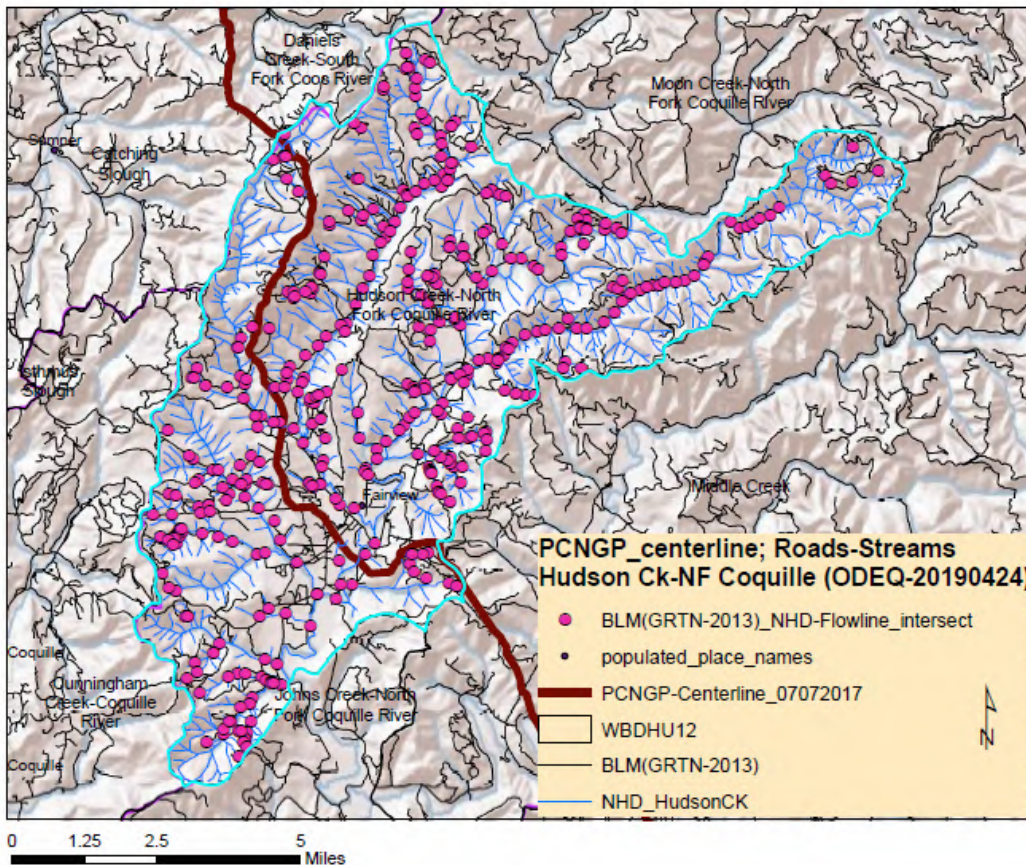 Daniels
Creek-South
Fork Coos River
Moon Creek-North
Fork Coquille River
Sumner
Catching
Slough
Hudson Creek-North
Fork Coquille River
Isthmus
Slough
Fairview
Middle Creek
Coquille
Cunningham
Creek-Coquille
River
Johns Creek-North
Fork Coquille River
Coquille
PCNGP_centerline; Roads-Streams
Hudson Ck-NF Coquille (ODEQ-20190424)
BLM(GRTN-2013)_NHD-Flowline_intersect
populated_place_names
PCNGP-Centerline_07072017
WBDHU12
BLM(GRTN-2013)
NHD_HudsonCK
N
0 1.25 2.5 5
Miles